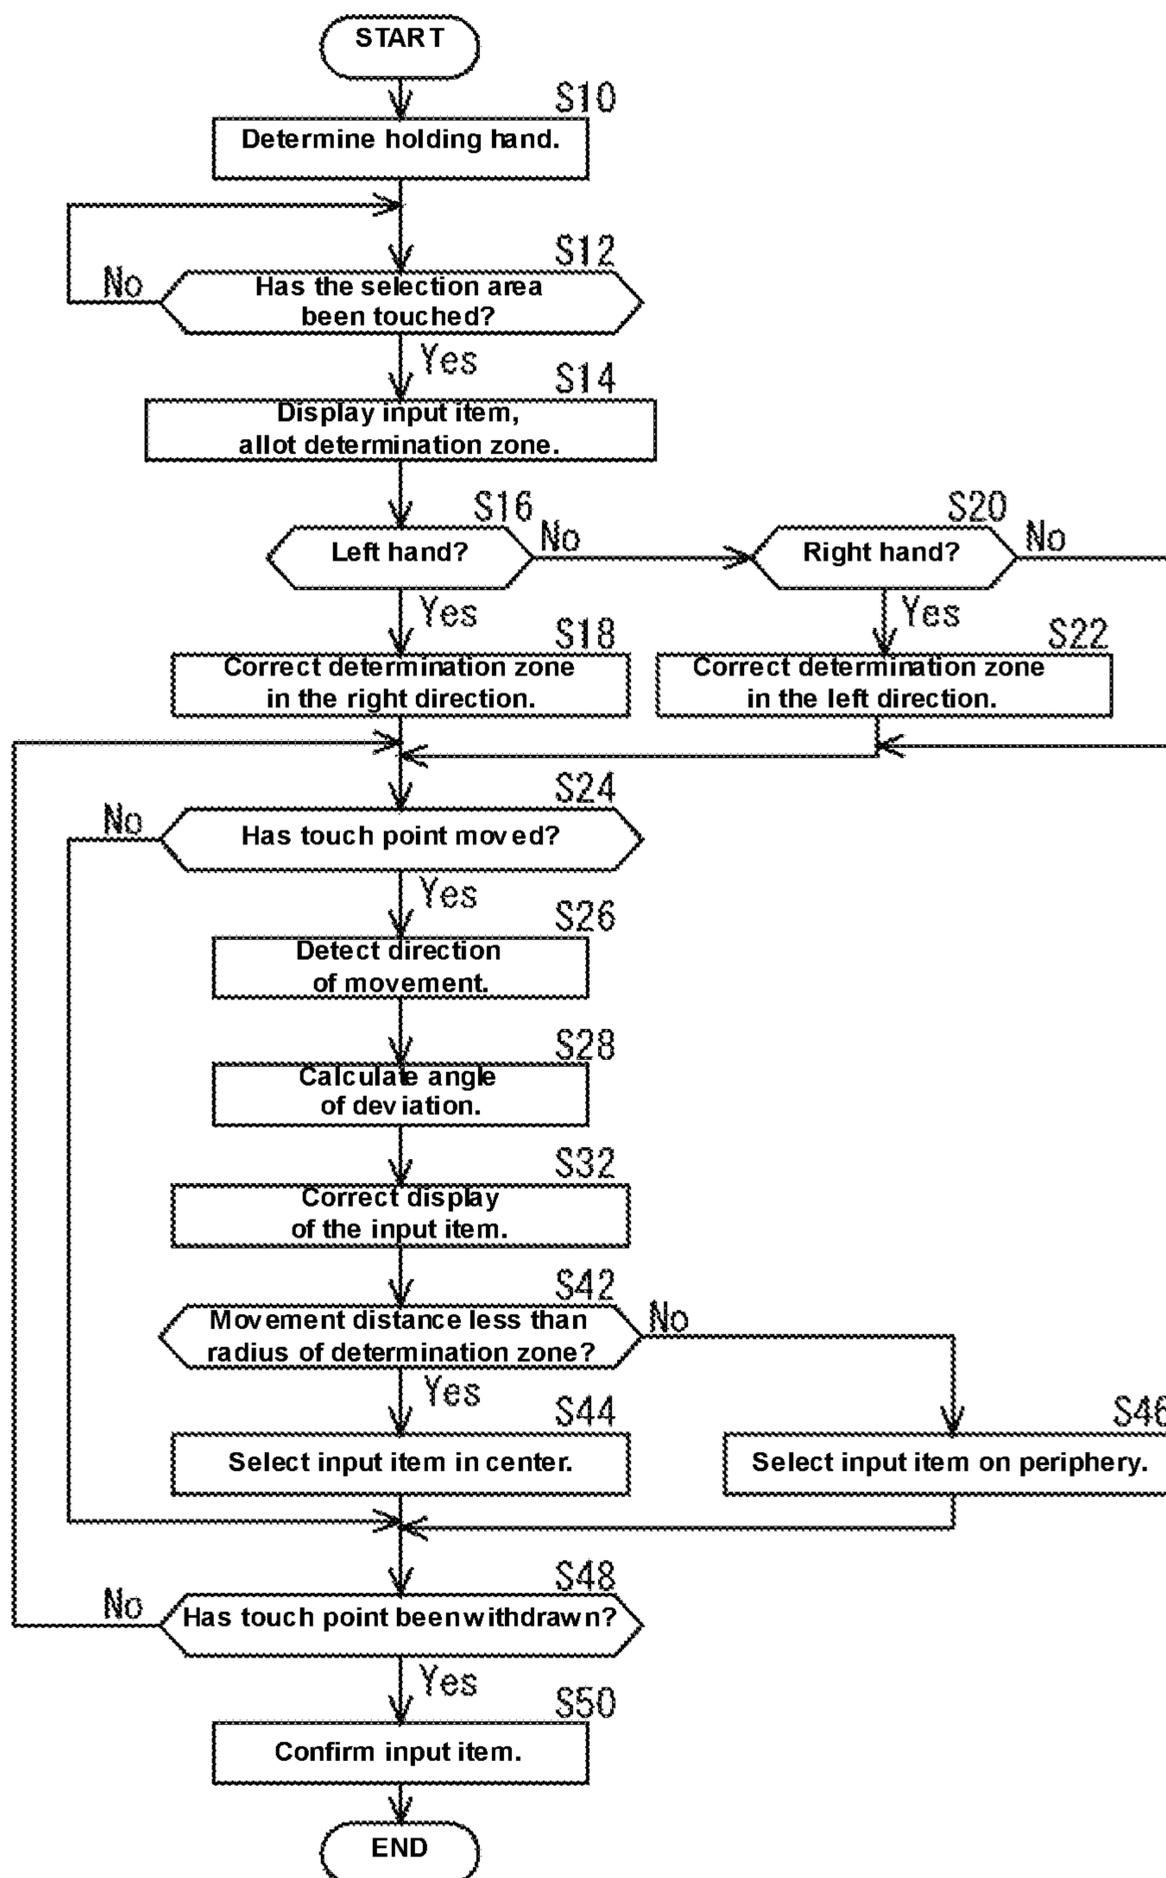 START
S10
Determine holding hand.
S12
No
Has the selection area
been touched?
Yes
S14
Display input item,
allot determination zone.
S16
S20
Left hand?
No
Right hand?
No
Yes
Yes
S18
S22
Correct determination zone
in the right direction.
Correct determination zone
in the left direction.
S24
No
Has touch point moved?
Yes
S26
Detect direction
of movement.
S28
Calculate angle
of deviation.
S32
Correct display
of the input item.
S42
Movement distance less than
radius of determination zone?
No
Yes
S44
S46
Select input item in center.
Select input item on periphery.
S48
No
Has touch point been withdrawn?
Yes
S50
Confirm input item.
END